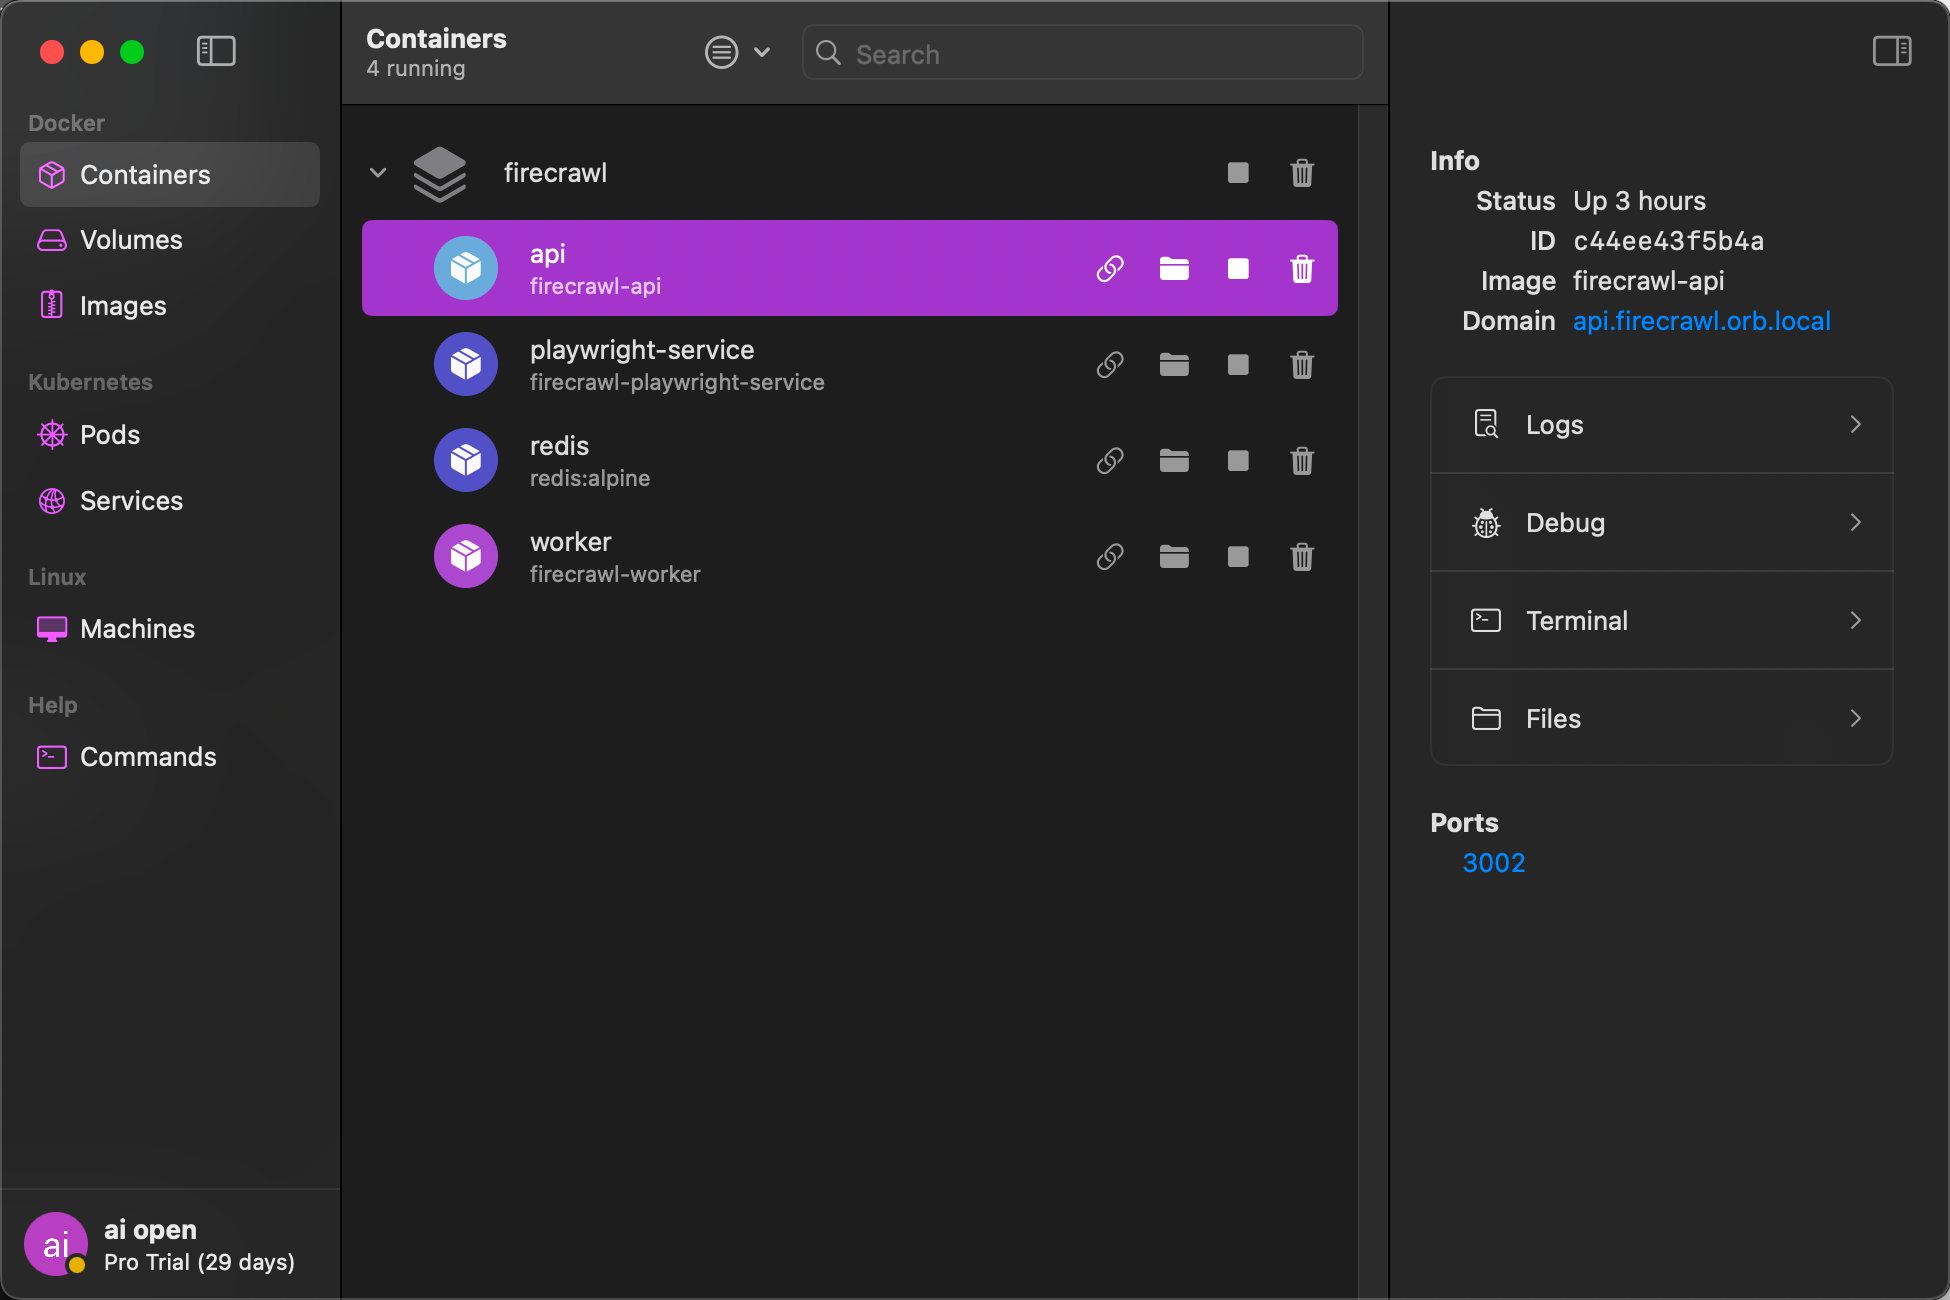 Docker
Containers
Volumes
Images
Kubernetes
Pods
Services
Linux
Machines
Help
Commands
ai
ai open
Pro Trial (29 days)
Containers
4 running
Search
firecrawl
api
firecrawl-api
playwright-service
firecrawl-playwright-service
redis
redis:alpine
worker
firecrawl-worker
Info
Status Up 3 hours
ID c44ee43f5b4a
Image firecrawl-api
Domain api.firecrawl.orb.local
Logs
Debug
Terminal
Files
Ports
3002